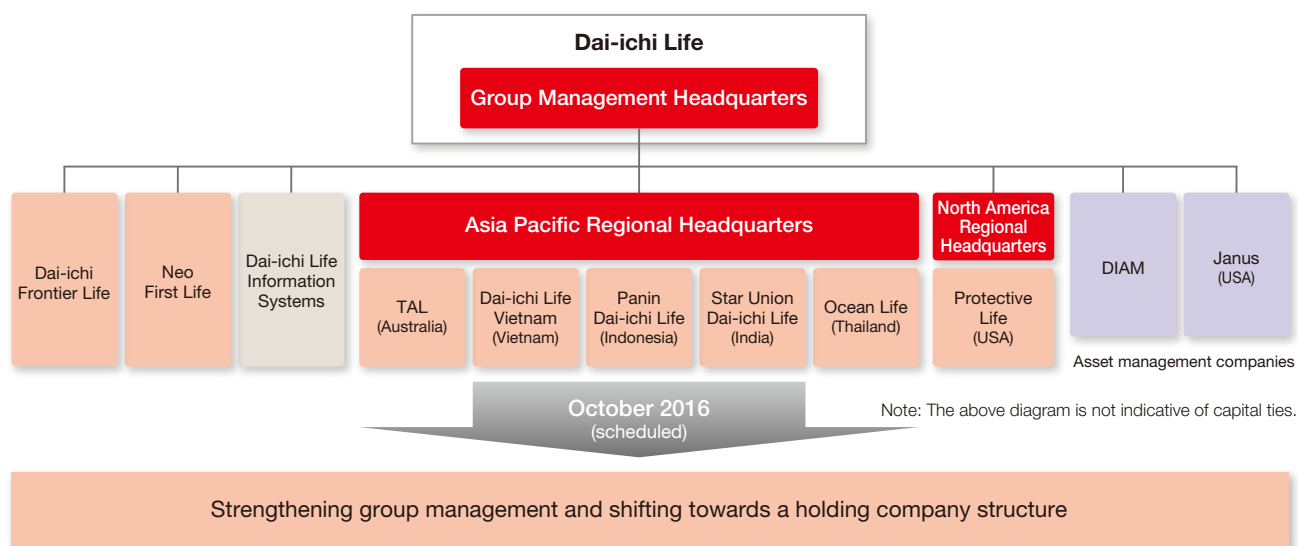 Dai-ichi Life
Group Management Headquarters
Dai-ichi
Frontier Life
Neo
First Life
Dai-ichi Life
Information
Systems
Asia Pacific Regional Headquarters
TAL
(Australia)
Dai-ichi Life
Vietnam
(Vietnam)
Panin
Dai-ichi Life
(Indonesia)
Star Union
Dai-ichi Life
(India)
Ocean Life
(Thailand)
North America
Regional
Headquarters
Protective
Life
(USA)
DIAM
Janus
(USA)
Asset management companies
October 2016
(scheduled)
Note: The above diagram is not indicative of capital ties.
Strengthening group management and shifting towards a holding company structure